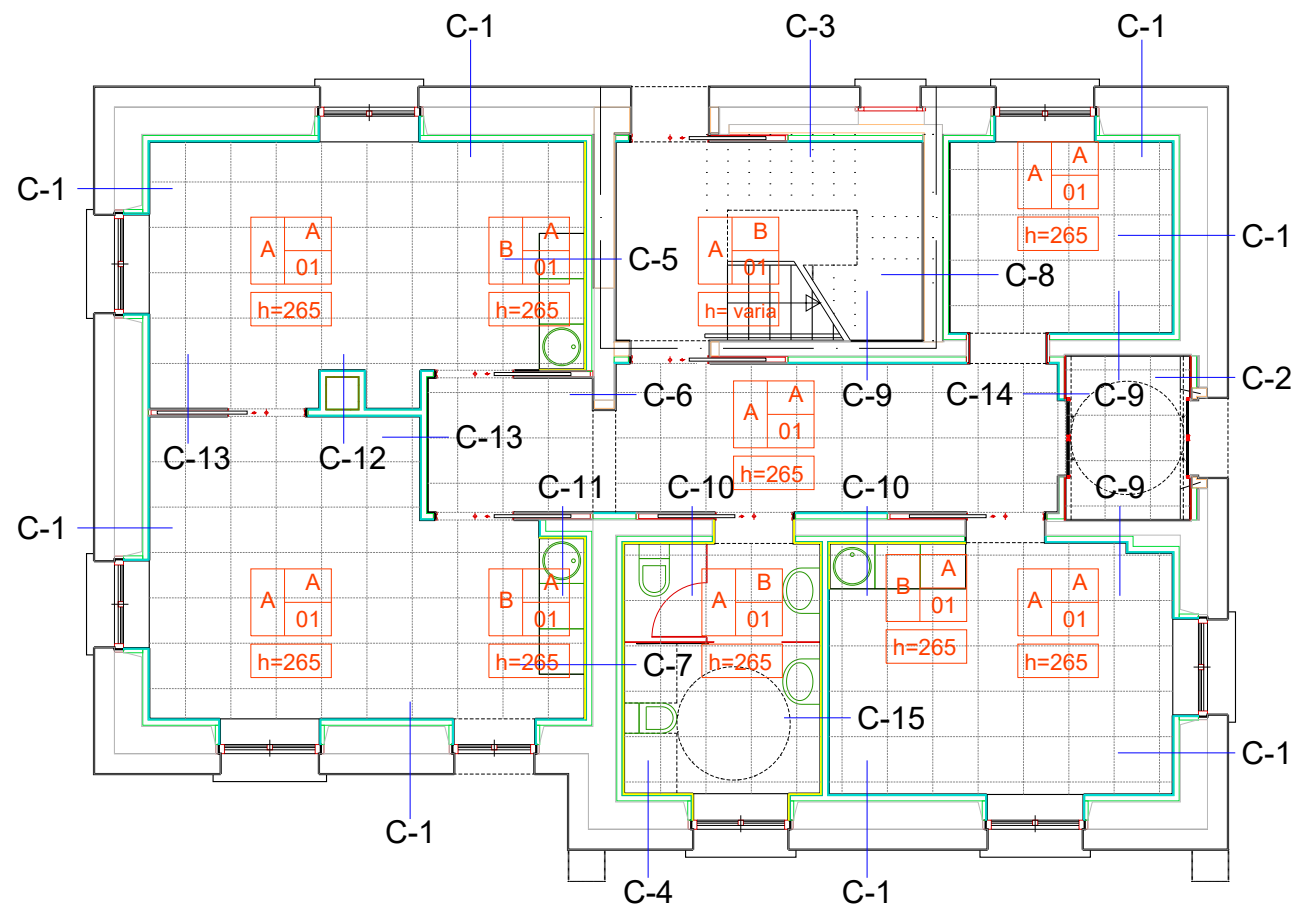 C-1 C-3 C-1
A
A
01
h=265
C-1
A
A
01
h=265
B
A
01
h=265
A
B
01
h= varia
C-1
C-5
C-8
C-6
C-9
C-14
C-9
C-2
A
A
01
h=265
C-13
C-12
C-13
C-11
C-10
C-10
C-9
C-1
A
A
01
h=265
B
A
01
h=265
A
B
01
h=265
B
A
01
h=265
A
A
01
h=265
C-7
C-15
C-1
C-1
C-4
C-1